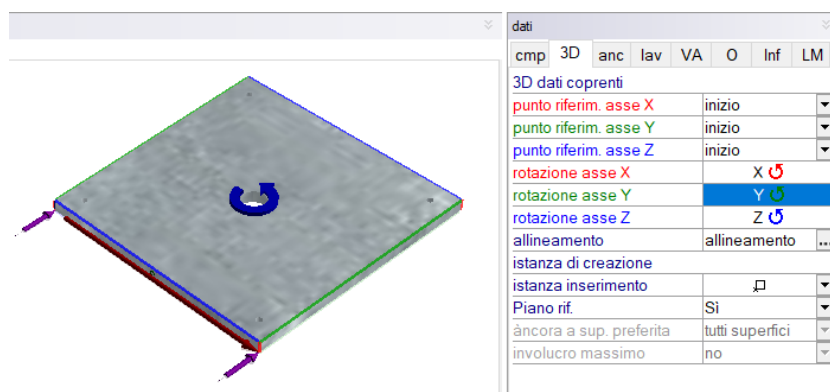 dati
cmp 3D anc lav VA O Inf LM
3D dati coprenti
punto riferim. asse X inizio
punto riferim. asse Y inizio
punto riferim. asse Z inizio
rotazione asse X X
rotazione asse Y Y
rotazione asse Z Z
allineamento allineamento ...
istanza di creazione
istanza inserimento
Piano rif. Sì
àncora a sup. preferita tutti superfici
involucro massimo no